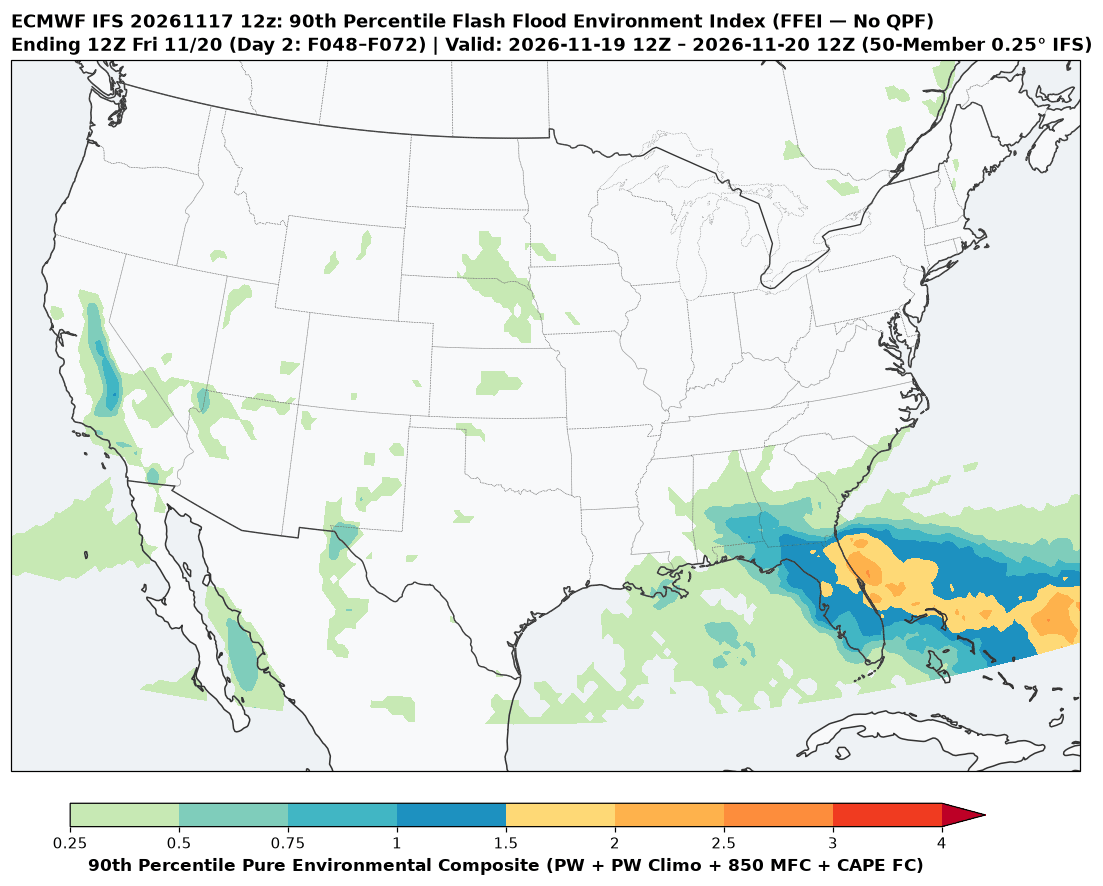 ECMWF IFS 20261117 12z: 90th Percentile Flash Flood Environment Index (FFEI — No QPF)
Ending 12Z Fri 11/20 (Day 2: F048–F072) | Valid: 2026-11-19 12Z – 2026-11-20 12Z (50-Member 0.25° IFS)
0.25 0.5 0.75 1 1.5 2 2.5 3 4
90th Percentile Pure Environmental Composite (PW + PW Climo + 850 MFC + CAPE FC)